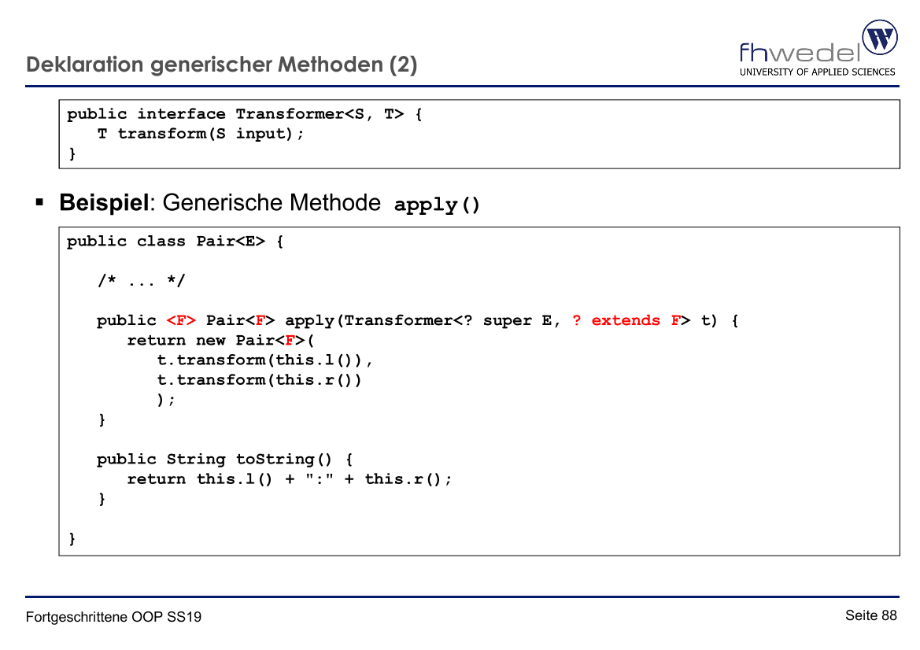 Deklaration generischer Methoden (2)
fhwedel
UNIVERSITY OF APPLIED SCIENCES
W
public interface Transformer<S, T> {
   T transform(S input);
}
▪ Beispiel: Generische Methode apply()
public class Pair<E> {
   /* ... */
   public <F> Pair<F> apply(Transformer<? super E, ? extends F> t) {
      return new Pair<F>(
         t.transform(this.l()),
         t.transform(this.r())
         );
   }
   public String toString() {
      return this.l() + ":" + this.r();
   }
}
Fortgeschrittene OOP SS19
Seite 88